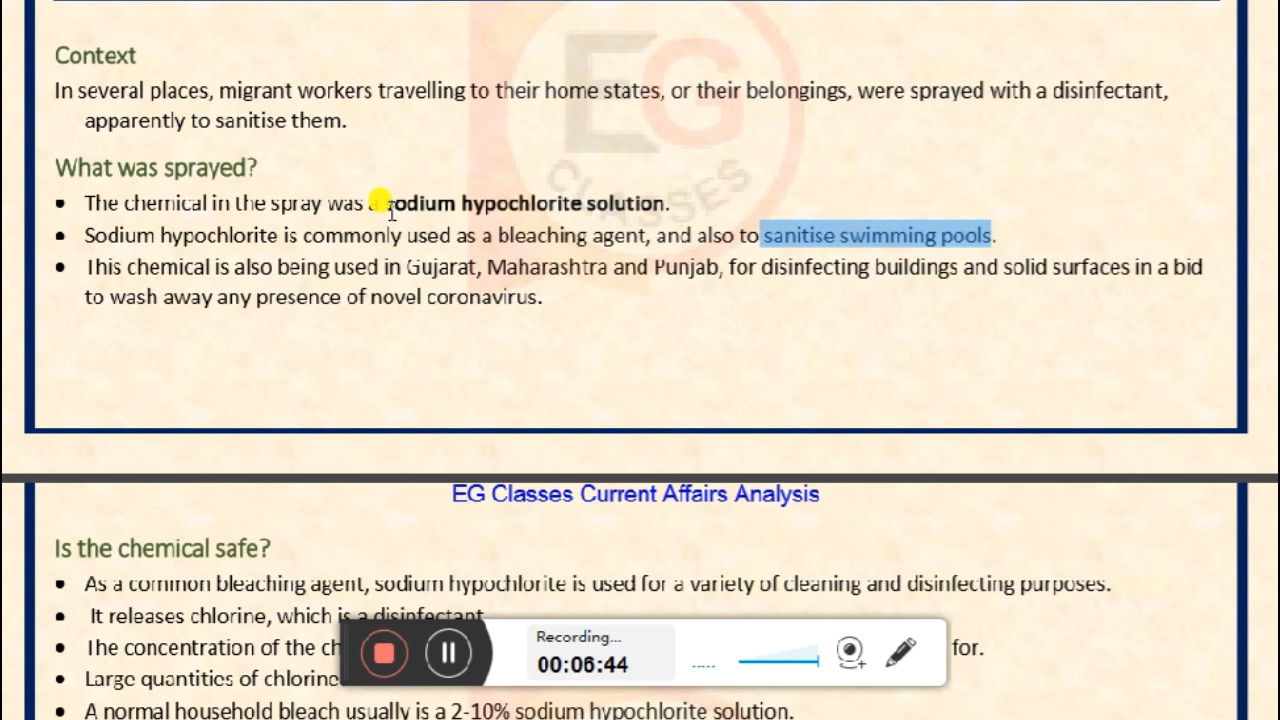 EG
CLASSES
Context
In several places, migrant workers travelling to their home states, or their belongings, were sprayed with a disinfectant,
apparently to sanitise them.
What was sprayed?
• The chemical in the spray was a sodium hypochlorite solution.
• Sodium hypochlorite is commonly used as a bleaching agent, and also to sanitise swimming pools.
• This chemical is also being used in Gujarat, Maharashtra and Punjab, for disinfecting buildings and solid surfaces in a bid
to wash away any presence of novel coronavirus.
EG Classes Current Affairs Analysis
Is the chemical safe?
• As a common bleaching agent, sodium hypochlorite is used for a variety of cleaning and disinfecting purposes.
• It releases chlorine, which is a disinfectant
• The concentration of the for.
• Large quantities of chlorine
• A normal household bleach usually is a 2-10% sodium hypochlorite solution.
Recording...
00:06:44